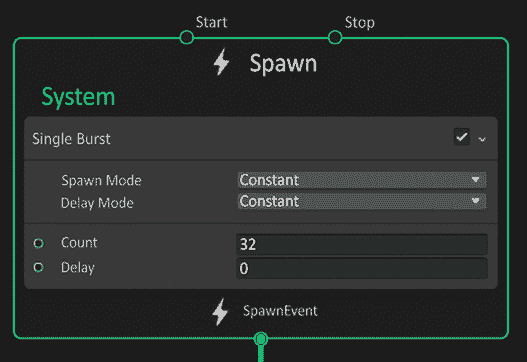 Start Stop
Spawn
System
Single Burst
Spawn Mode Constant
Delay Mode Constant
Count 32
Delay 0
SpawnEvent